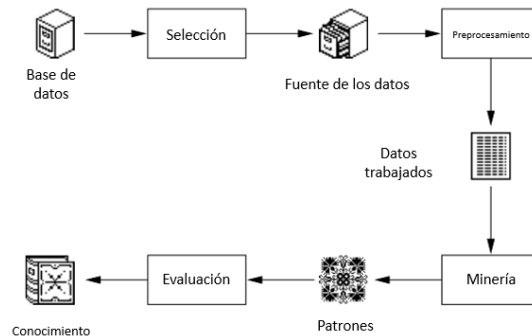 Base de
datos
Selección
Fuente de los datos
Preprocesamiento
Datos
trabajados
Minería
Patrones
Evaluación
Conocimiento